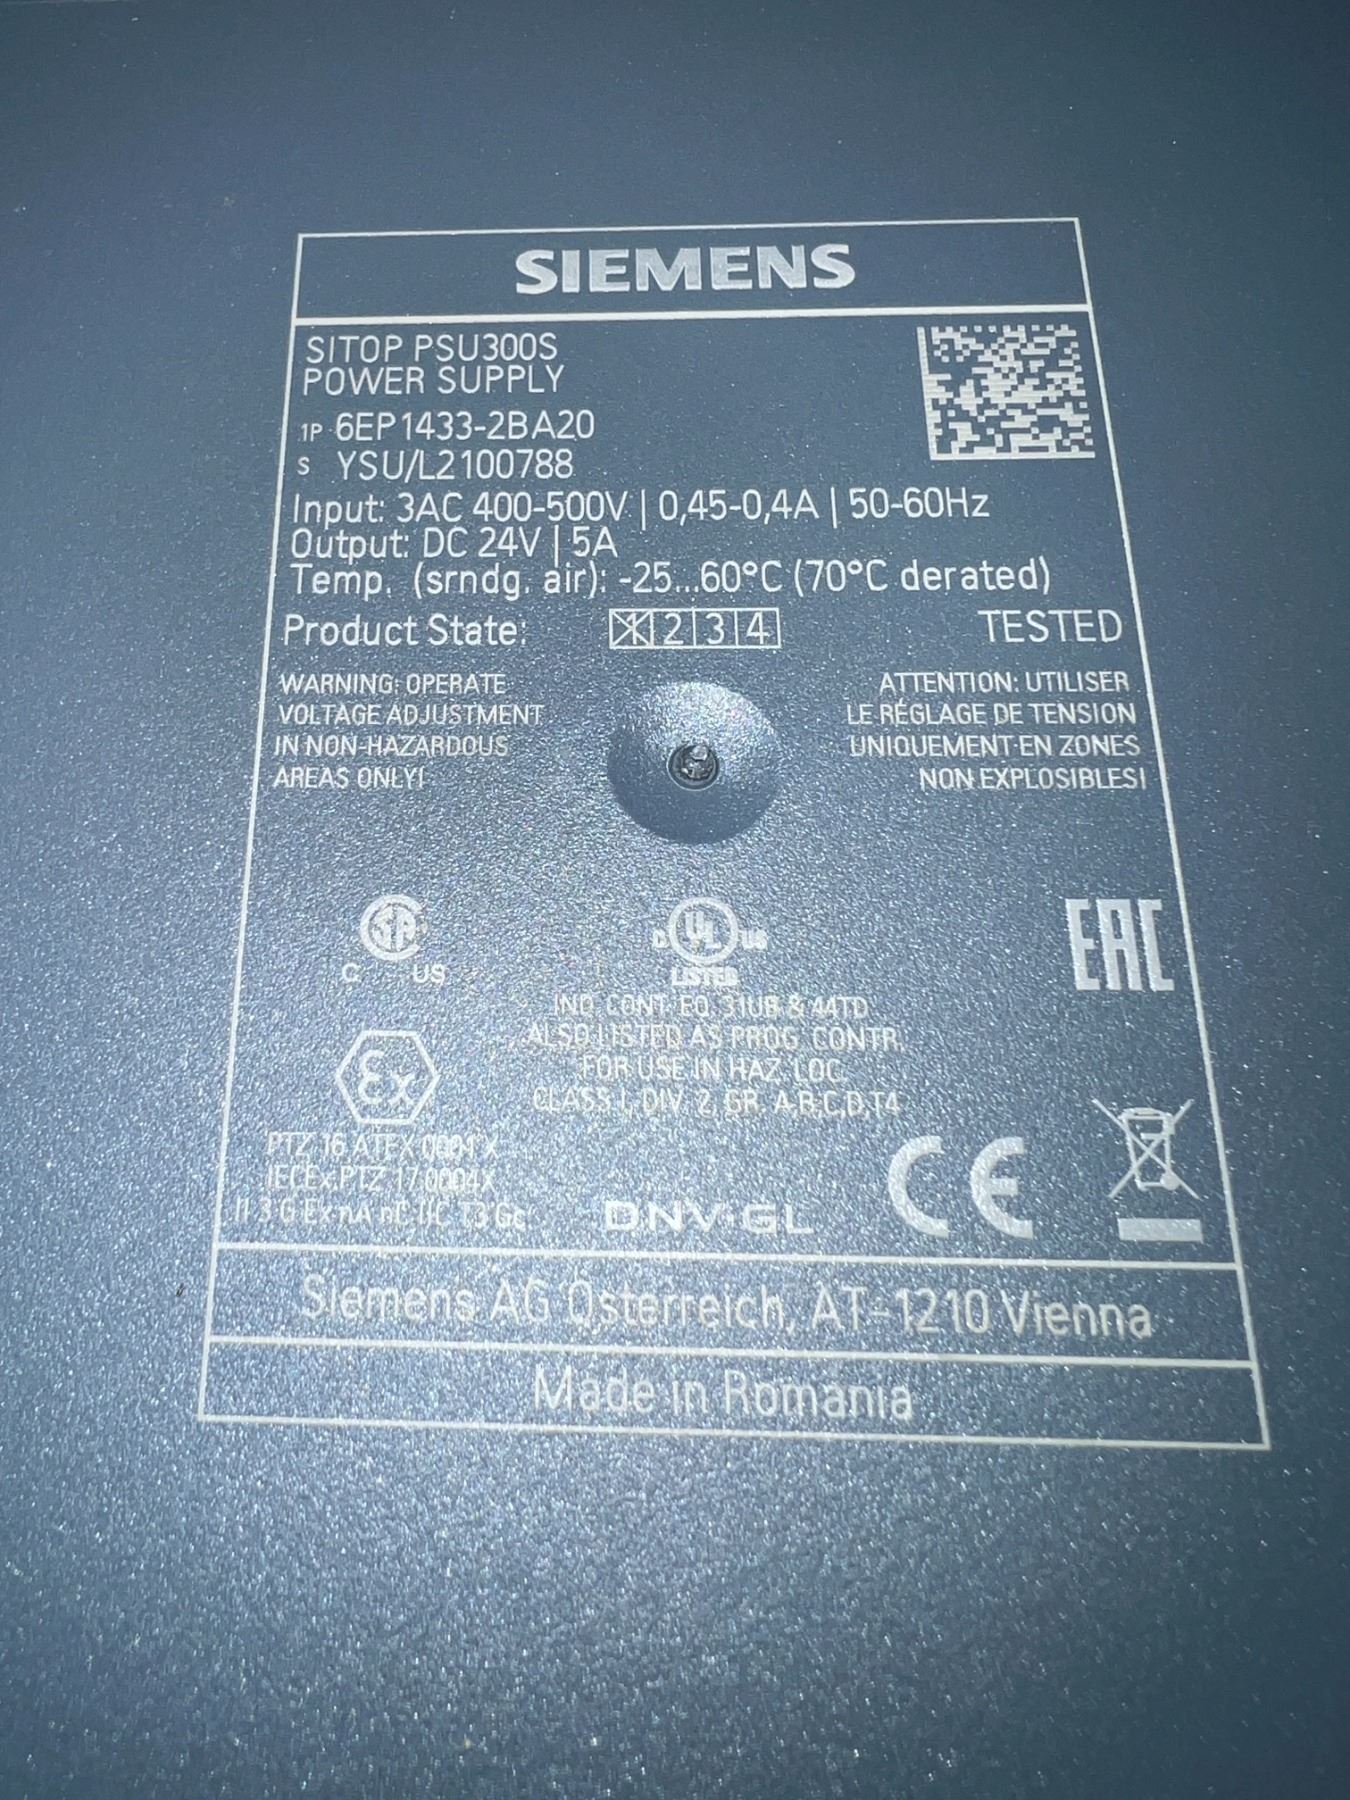 SIEMENS
SITOP PSU300S
POWER SUPPLY
1P 6EP1433-2BA20
S YSU/L2100788
Input: 3AC 400-500V | 0,45-0,4A | 50-60Hz
Output: DC 24V | 5A
Temp. (srndg. air): -25...60°C (70°C derated)
Product State: 1 2 3 4 TESTED
WARNING: OPERATE
VOLTAGE ADJUSTMENT
IN NON-HAZARDOUS
AREAS ONLY!
ATTENTION: UTILISER
LE RÉGLAGE DE TENSION
UNIQUEMENT EN ZONES
NON EXPLOSIBLES!
SA
C US
C UL US
LISTED
EAC
IND. CONT. EQ. 31UB & 44TD
ALSO LISTED AS PROG. CONTR.
FOR USE IN HAZ. LOC.
CLASS I, DIV. 2, GR. A,B,C,D,T4
Ex
PTZ 16 ATEX 0021 X
IECEx PTZ 17.0004X
II 3 G Ex nA nC IIC T3 Gc
DNV·GL
CE
Siemens AG Österreich, AT-1210 Vienna
Made in Romania